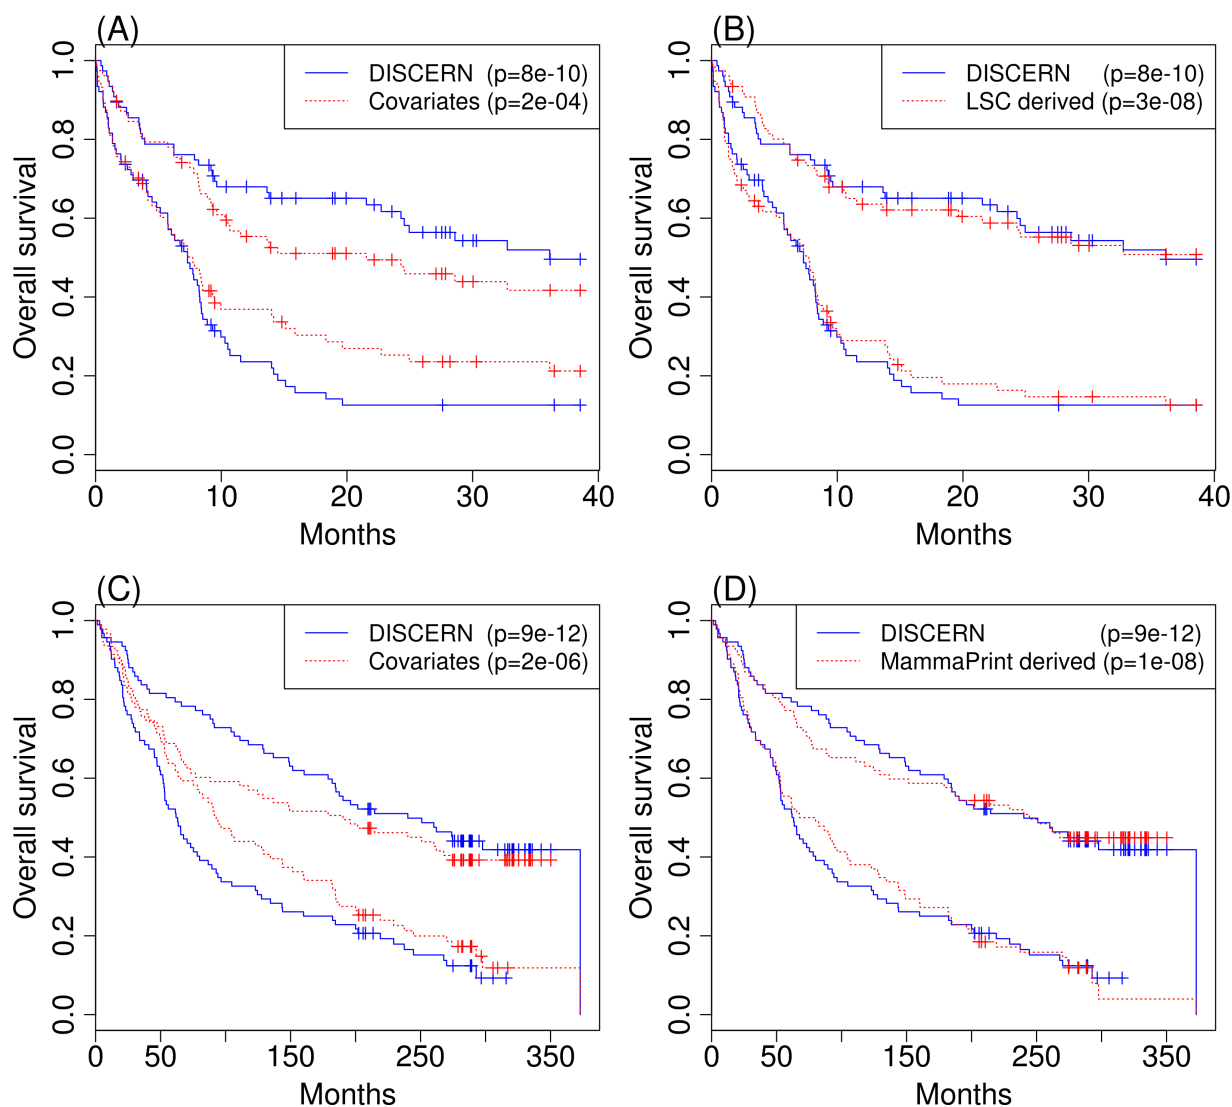 (A)
DISCERN (p=8e-10)
Covariates (p=2e-04)
Overall survival
0.0 0.2 0.4 0.6 0.8 1.0
0 10 20 30 40
Months
(B)
DISCERN (p=8e-10)
LSC derived (p=3e-08)
Overall survival
0.0 0.2 0.4 0.6 0.8 1.0
0 10 20 30 40
Months
(C)
DISCERN (p=9e-12)
Covariates (p=2e-06)
Overall survival
0.0 0.2 0.4 0.6 0.8 1.0
0 50 150 250 350
Months
(D)
DISCERN (p=9e-12)
MammaPrint derived (p=1e-08)
Overall survival
0.0 0.2 0.4 0.6 0.8 1.0
0 50 150 250 350
Months